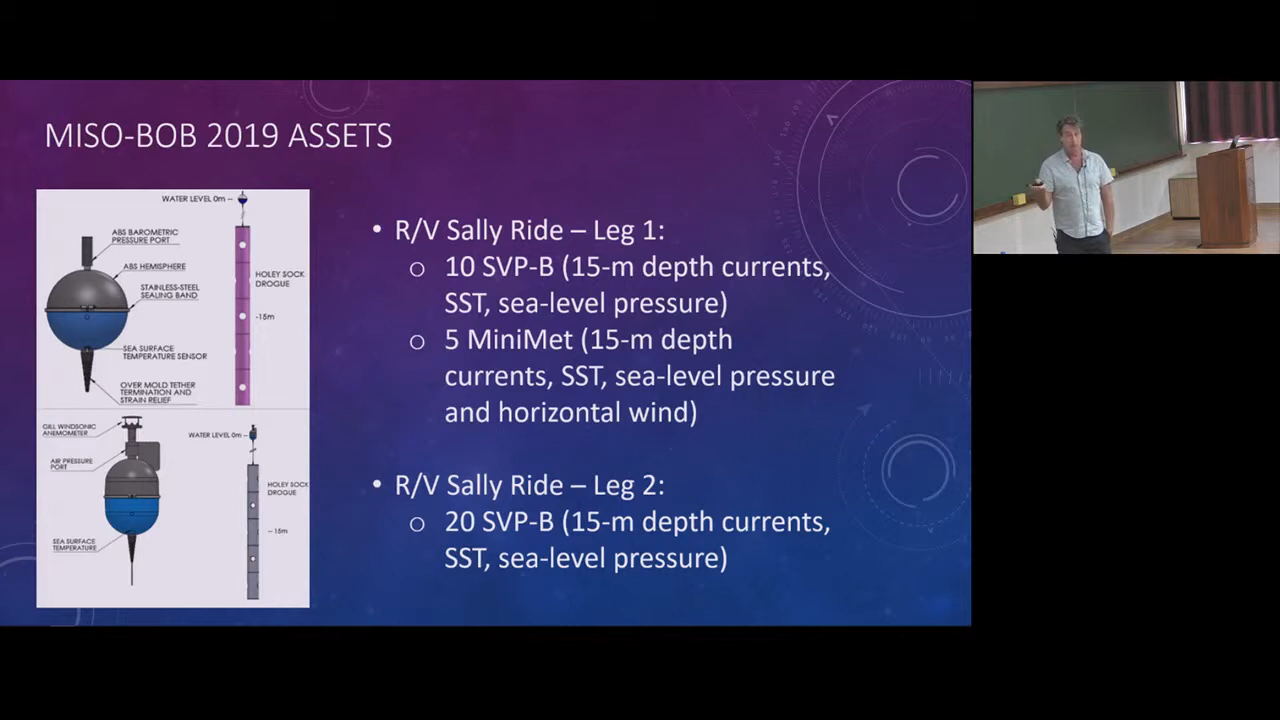 MISO-BOB 2019 ASSETS
WATER LEVEL 0m --
ABS BAROMETRIC
PRESSURE PORT
ABS HEMISPHERE
STAINLESS-STEEL
SEALING BAND
HOLEY SOCK
DROGUE
-15m
SEA SURFACE
TEMPERATURE SENSOR
OVER MOLD TETHER
TERMINATION AND
STRAIN RELIEF
GILL WINDSONIC
ANEMOMETER
WATER LEVEL 0m --
AIR PRESSURE
PORT
HOLEY SOCK
DROGUE
-- 15m
SEA SURFACE
TEMPERATURE
• R/V Sally Ride – Leg 1:
o 10 SVP-B (15-m depth currents,
SST, sea-level pressure)
o 5 MiniMet (15-m depth
currents, SST, sea-level pressure
and horizontal wind)
• R/V Sally Ride – Leg 2:
o 20 SVP-B (15-m depth currents,
SST, sea-level pressure)